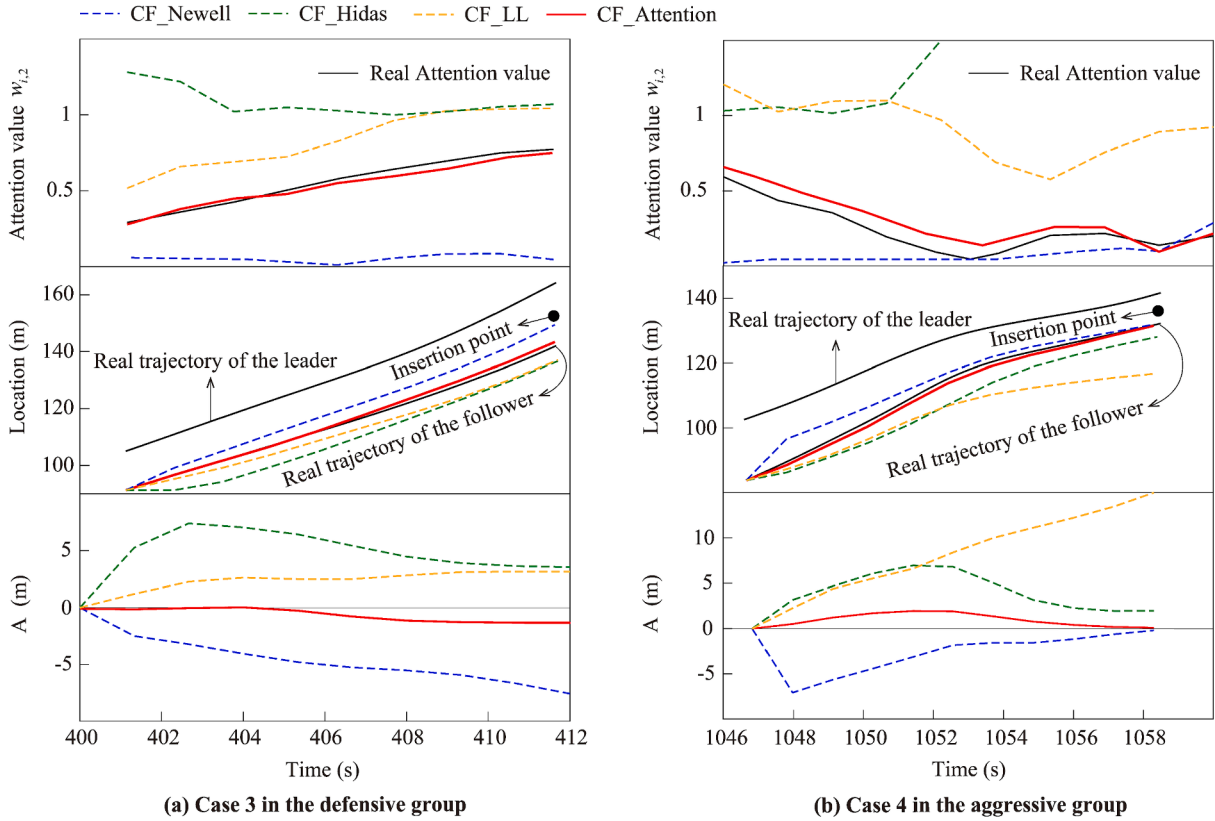 CF_Newell CF_Hidas CF_LL CF_Attention
Attention value w_{i,2}
1
0.5
Real Attention value
Attention value w_{i,2}
1
0.5
Real Attention value
Location (m)
160
140
120
100
Real trajectory of the leader
Insertion point
Real trajectory of the follower
Location (m)
140
120
100
Real trajectory of the leader
Insertion point
Real trajectory of the follower
A (m)
5
0
-5
400 402 404 406 408 410 412
Time (s)
(a) Case 3 in the defensive group
A (m)
10
5
0
-5
1046 1048 1050 1052 1054 1056 1058
Time (s)
(b) Case 4 in the aggressive group